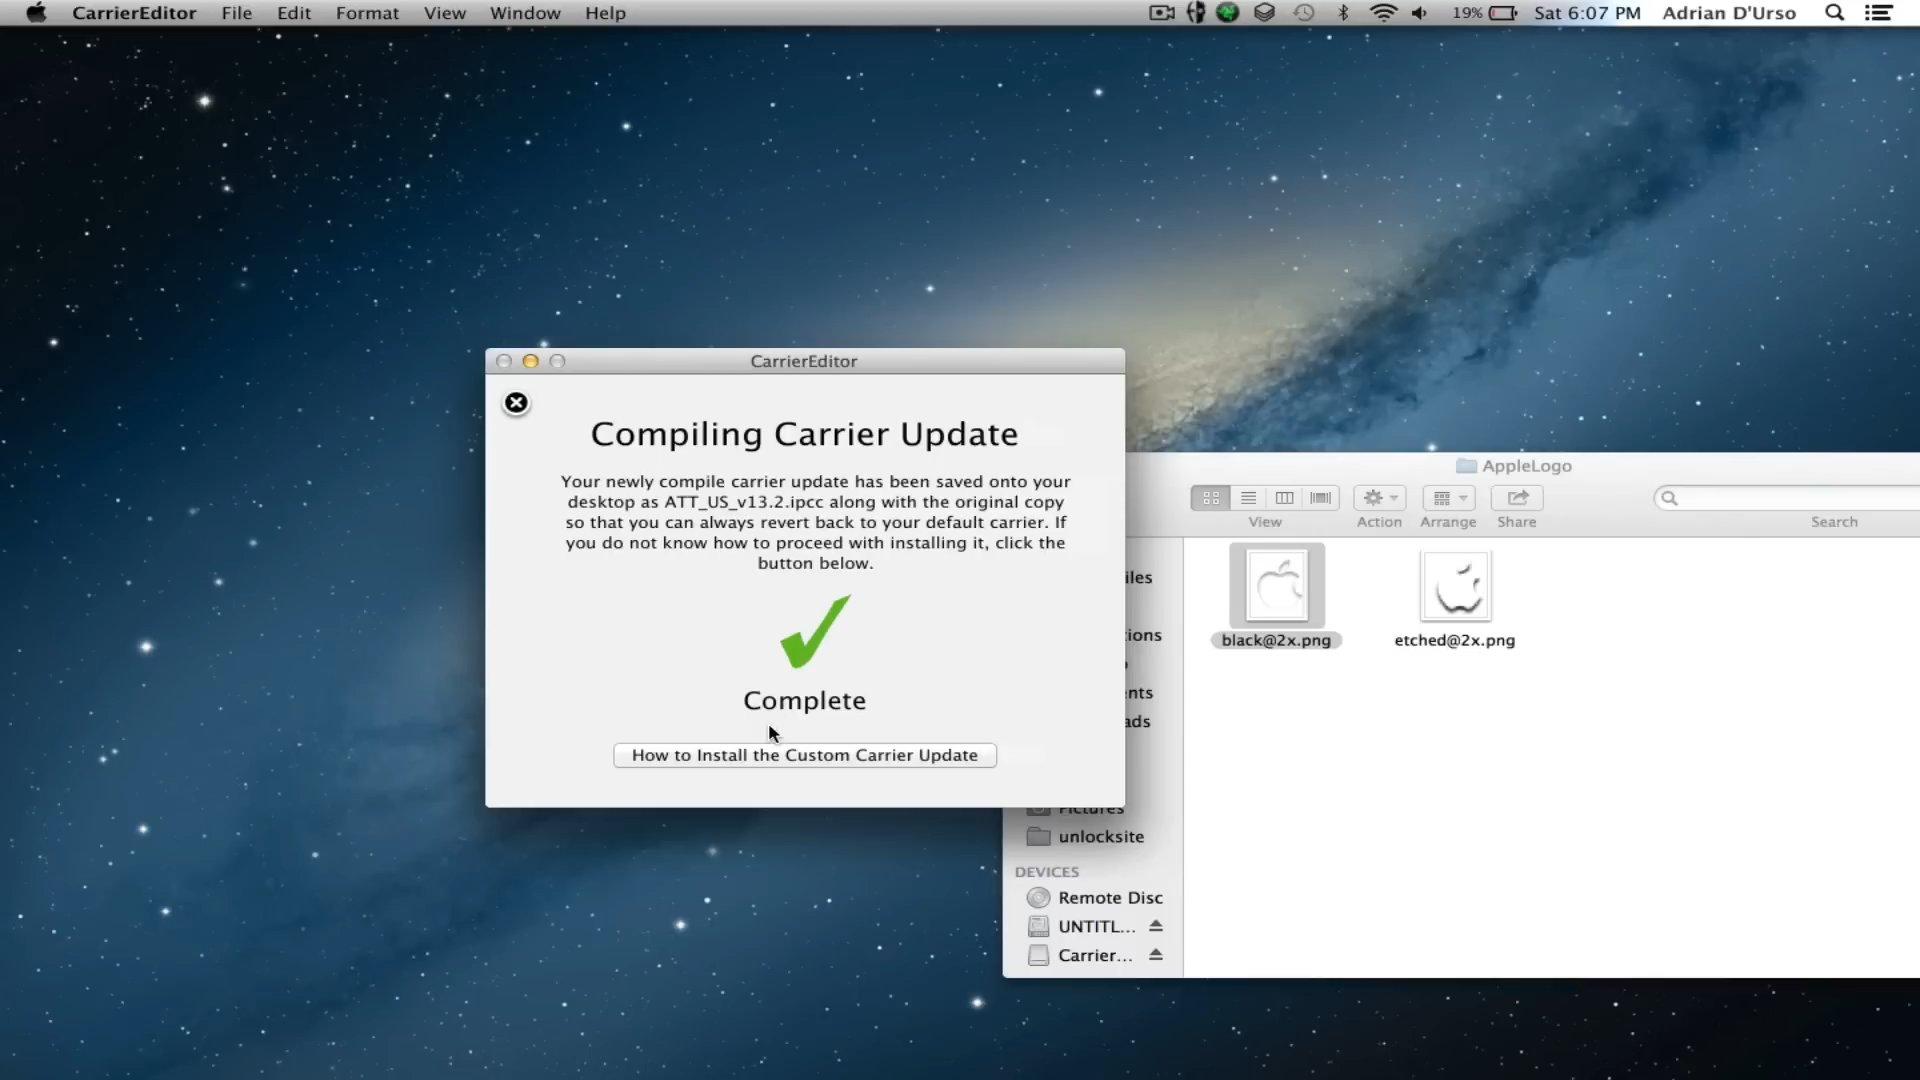 CarrierEditor File Edit Format View Window Help 19% Sat 6:07 PM Adrian D'Urso
CarrierEditor
Compiling Carrier Update
Your newly compile carrier update has been saved onto your
desktop as ATT_US_v13.2.ipcc along with the original copy
so that you can always revert back to your default carrier. If
you do not know how to proceed with installing it, click the
button below.
Complete
How to Install the Custom Carrier Update
AppleLogo
View Action Arrange Share Search
black@2x.png etched@2x.png
iles
tions
nts
ads
Pictures
unlocksite
DEVICES
Remote Disc
UNTITL...
Carrier...